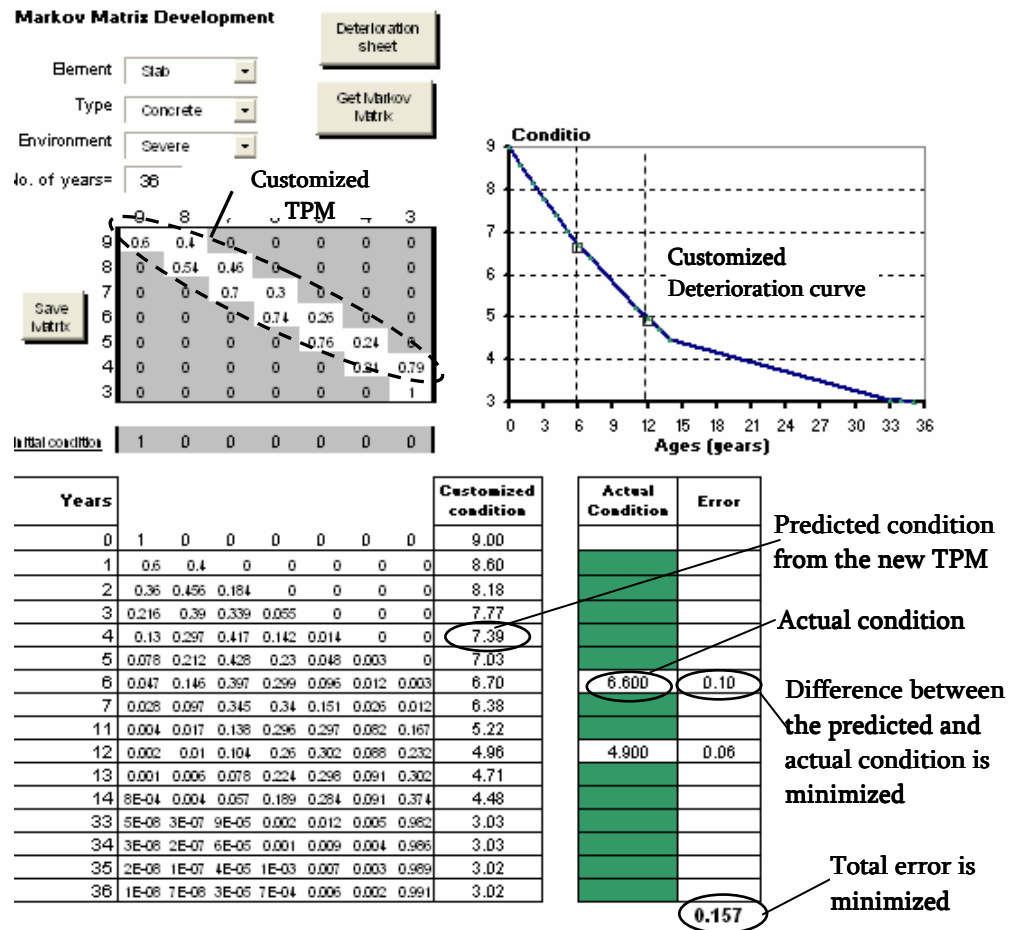 Markov Matrix Development
Deterioration
sheet
Element Slab
Type Concrete
Get Markov
Matrix
Environment Severe
No. of years= 36
Customized
TPM
9 8 3
9 0.6 0.4 0 0 0 0 0
8 0 0.54 0.46 0 0 0 0
7 0 0 0.7 0.3 0 0 0
6 0 0 0 0.74 0.26 0 0
5 0 0 0 0 0.76 0.24 0
4 0 0 0 0 0 0.79
3 0 0 0 0 0 0 1
Save
Matrix
Initial condition 1 0 0 0 0 0 0
Conditio
9
8
7
6
5
4
3
Customized
Deterioration curve
0 3 6 9 12 15 18 21 24 27 30 33 36
Ages (years)
Years Customized condition Actual Condition Error
0 1 0 0 0 0 0 0 9.00
1 0.6 0.4 0 0 0 0 0 8.60
2 0.36 0.456 0.184 0 0 0 0 8.18
3 0.216 0.39 0.339 0.055 0 0 0 7.77
4 0.13 0.297 0.417 0.142 0.014 0 0 7.39
5 0.078 0.212 0.428 0.23 0.048 0.003 0 7.03
6 0.047 0.146 0.397 0.299 0.096 0.012 0.003 6.70 6.600 0.10
7 0.028 0.097 0.345 0.34 0.151 0.026 0.012 6.38
11 0.004 0.017 0.138 0.296 0.297 0.082 0.167 5.22
12 0.002 0.01 0.104 0.26 0.302 0.088 0.232 4.96 4.900 0.06
13 0.001 0.006 0.078 0.224 0.298 0.091 0.302 4.71
14 8E-04 0.004 0.057 0.189 0.284 0.091 0.374 4.48
33 5E-08 3E-07 9E-05 0.002 0.012 0.005 0.982 3.03
34 3E-08 2E-07 6E-05 0.001 0.009 0.004 0.986 3.03
35 2E-08 1E-07 4E-05 1E-03 0.007 0.003 0.989 3.02
36 1E-08 7E-08 3E-05 7E-04 0.006 0.002 0.991 3.02
0.157
Predicted condition
from the new TPM
Actual condition
Difference between
the predicted and
actual condition is
minimized
Total error is
minimized